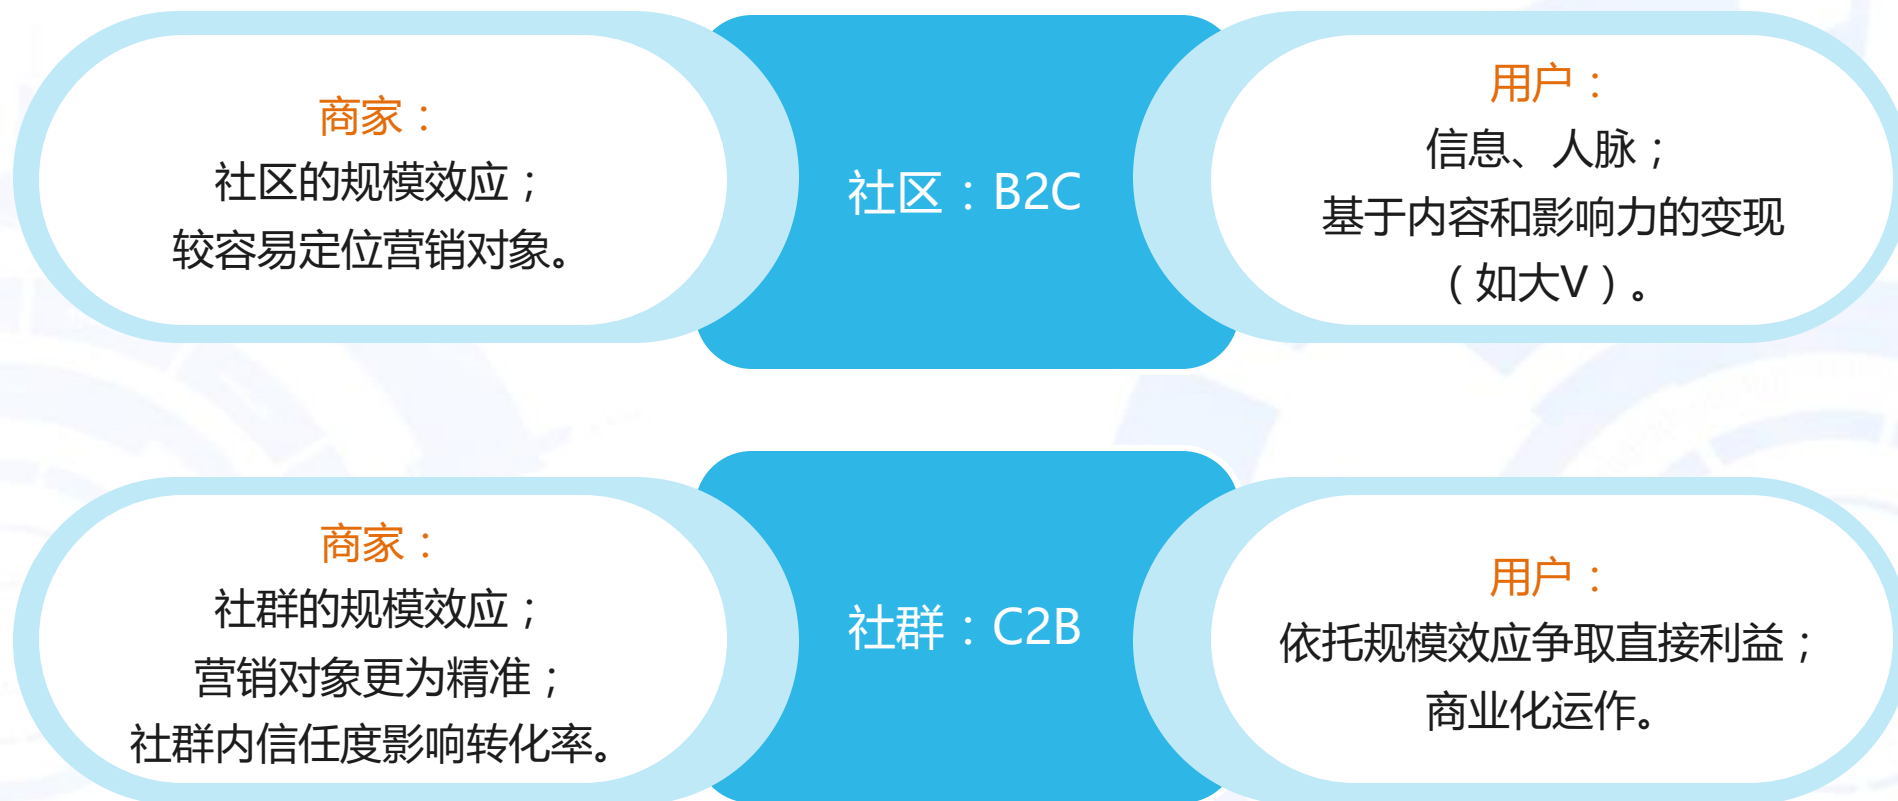 商家：
社区的规模效应；
较容易定位营销对象。
社区：B2C
用户：
信息、人脉；
基于内容和影响力的变现
（如大V）。
商家：
社群的规模效应；
营销对象更为精准；
社群内信任度影响转化率。
社群：C2B
用户：
依托规模效应争取直接利益；
商业化运作。